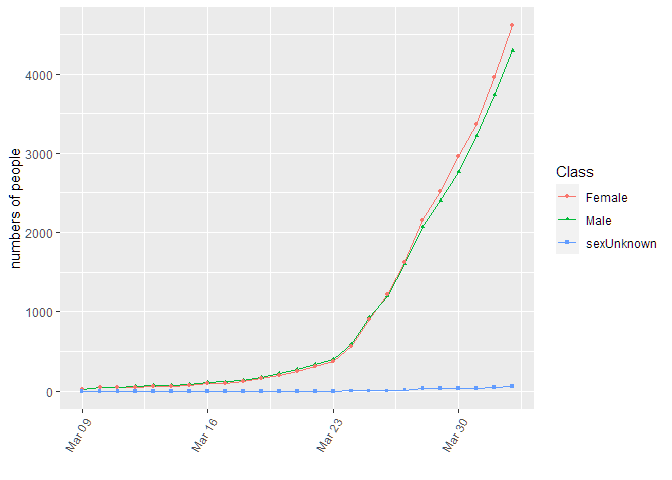 numbers of people
4000
3000
2000
1000
0
Mar 09
Mar 16
Mar 23
Mar 30
Class
Female
Male
sexUnknown